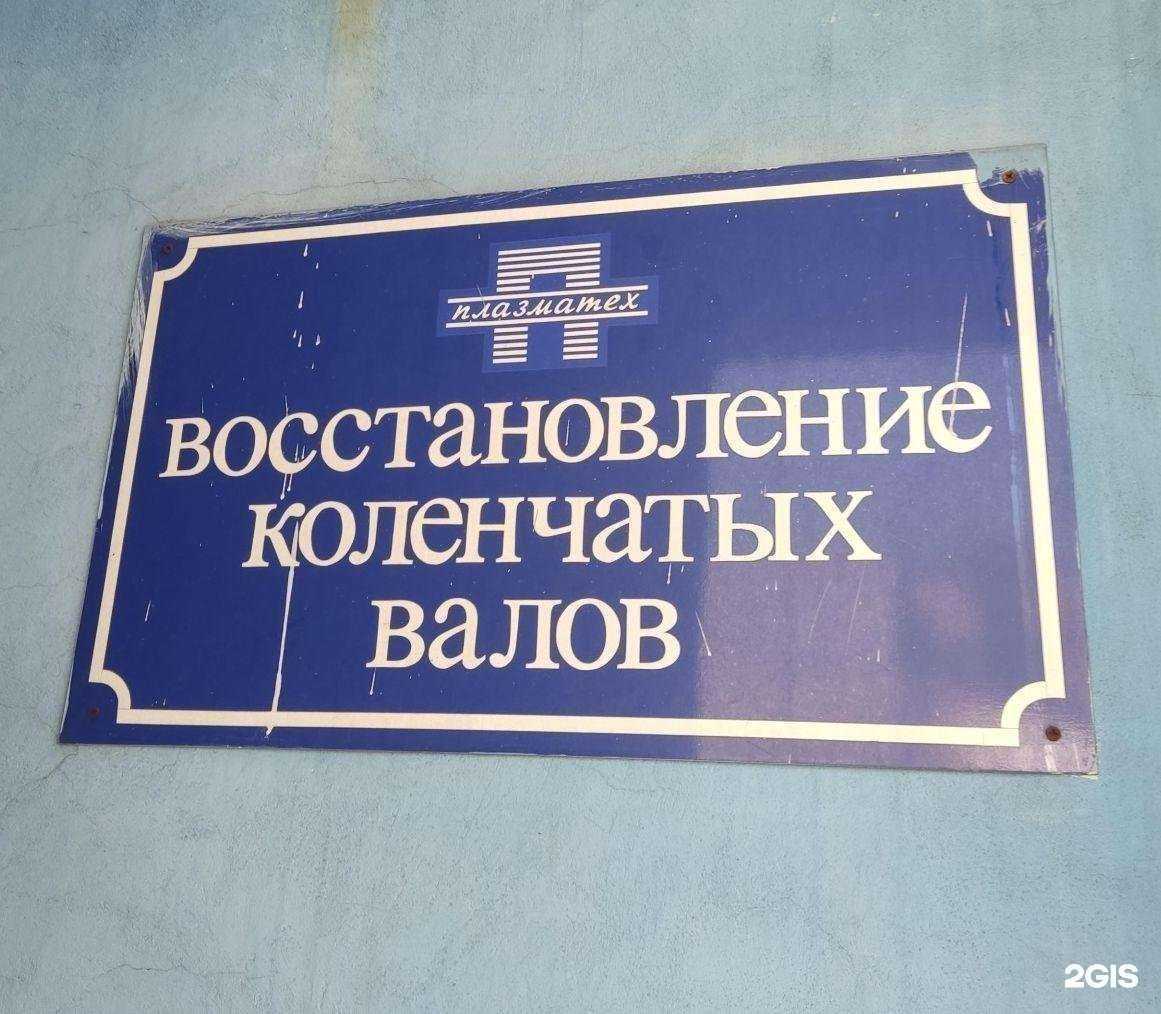 плазматех
восстановление
коленчатых
валов
2GIS